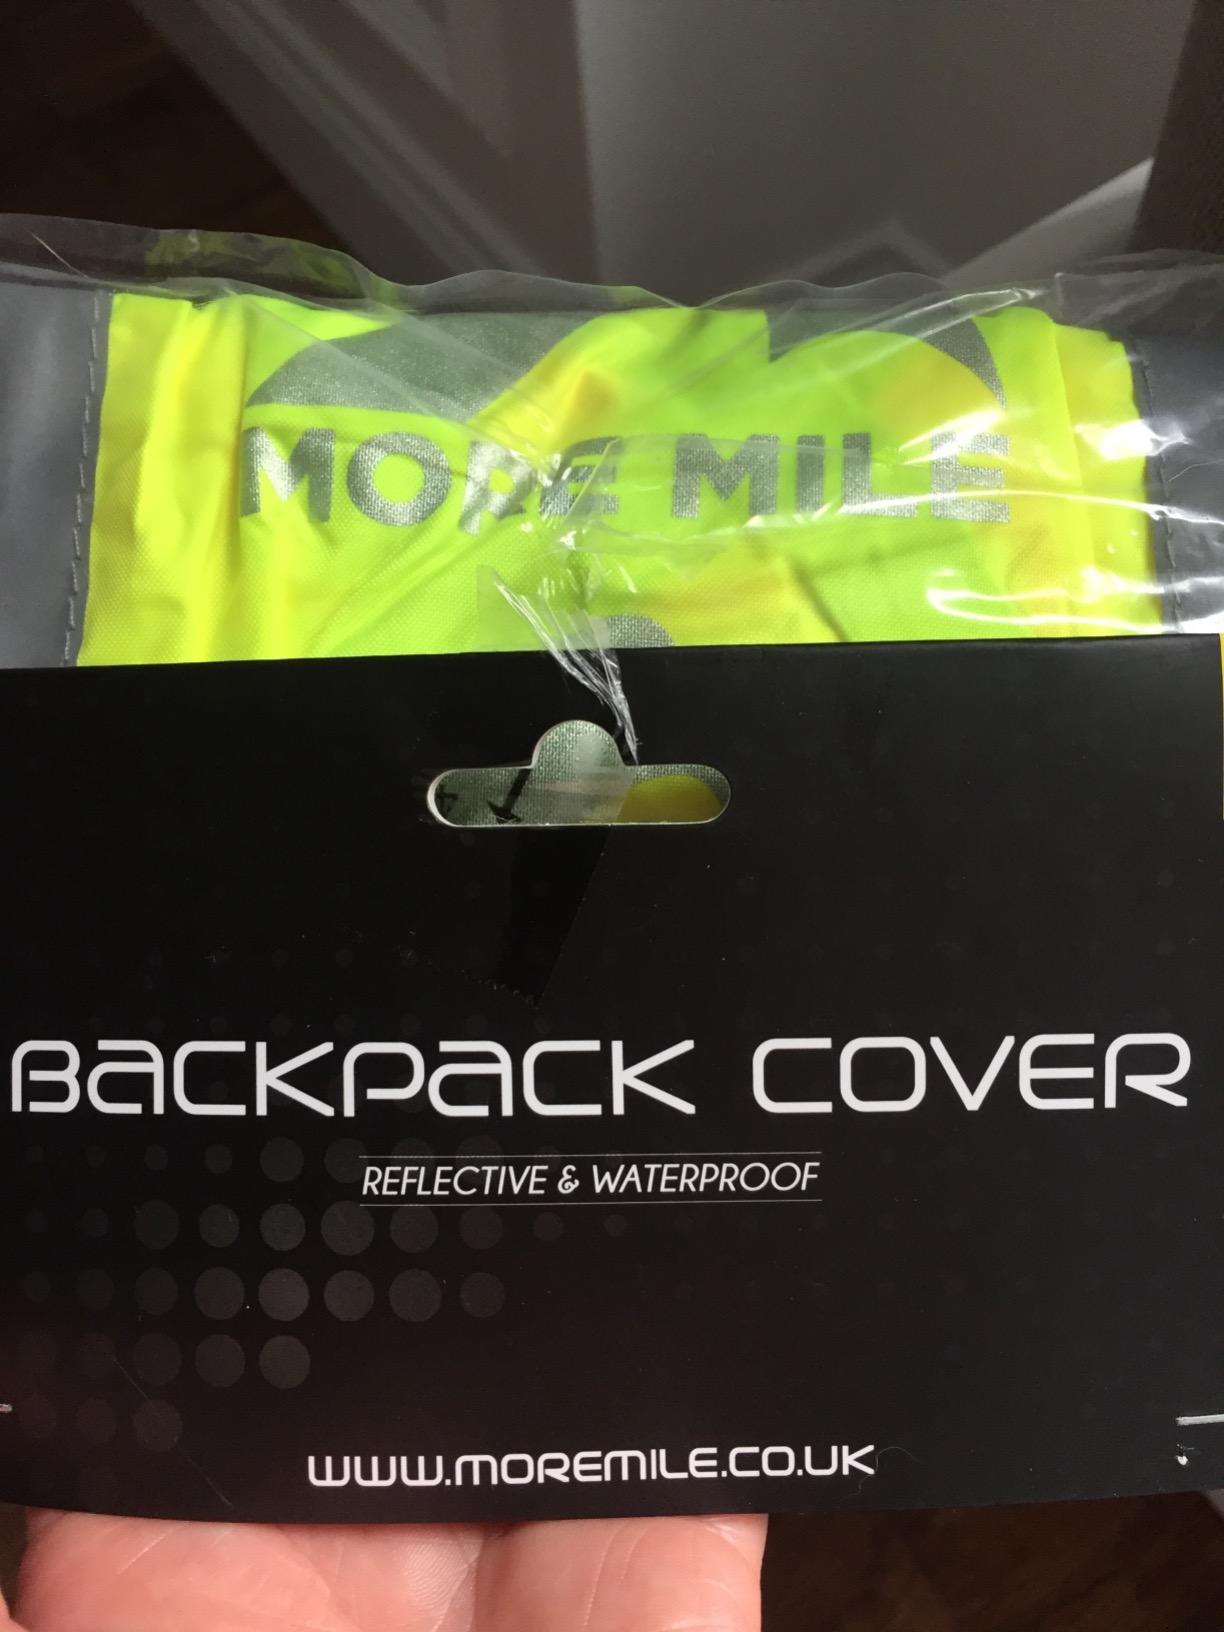 MORE MILE
BACKPACK COVER
REFLECTIVE & WATERPROOF
WWW.MOREMILE.CO.UK